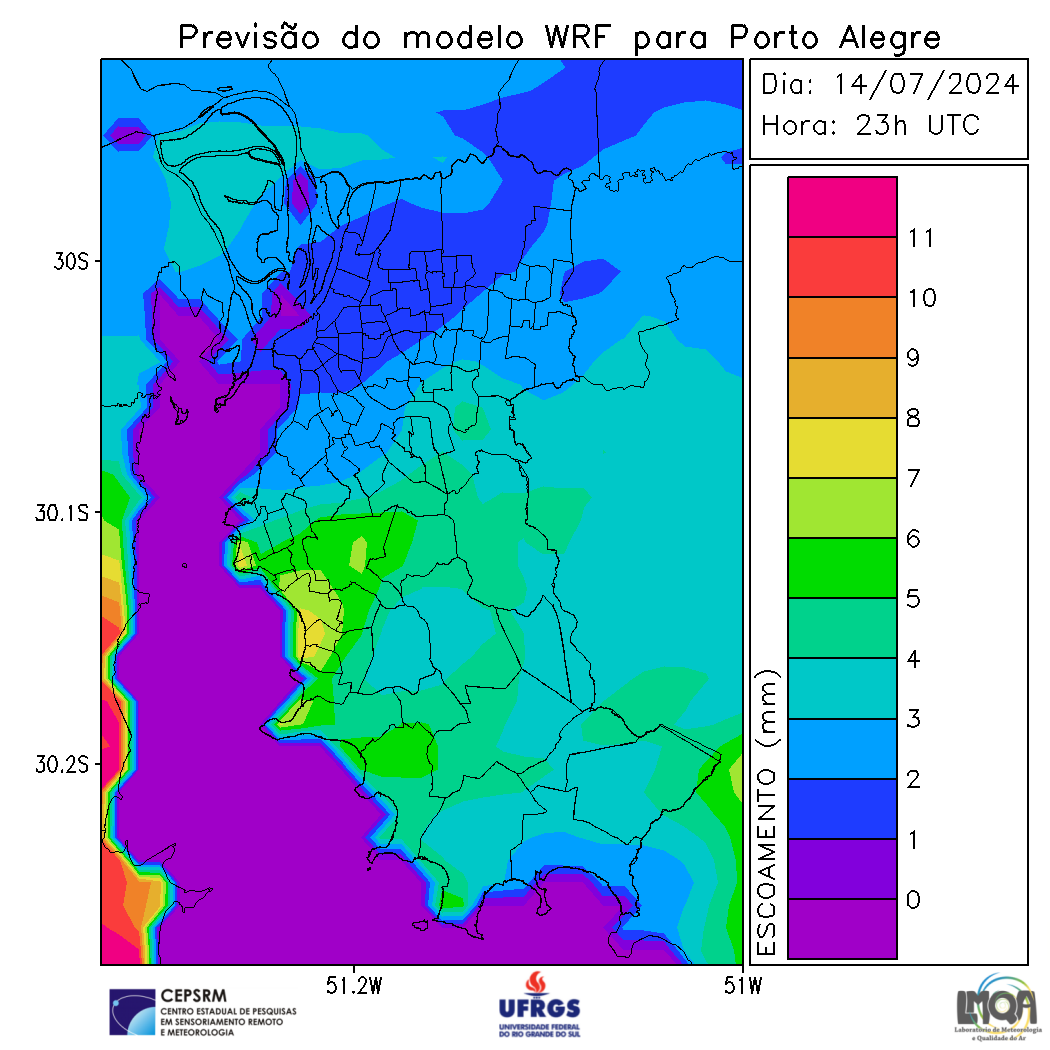 Previsão do modelo WRF para Porto Alegre
Dia: 14/07/2024
Hora: 23h UTC
30S
30.1S
30.2S
51.2W
51W
11
10
9
8
7
6
5
4
3
2
1
0
ESCOAMENTO (mm)
CEPSRM
CENTRO ESTADUAL DE PESQUISAS
EM SENSORIAMENTO REMOTO
E METEOROLOGIA
UFRGS
UNIVERSIDADE FEDERAL
DO RIO GRANDE DO SUL
LMQA
Laboratório de Meteorologia
e Qualidade do Ar